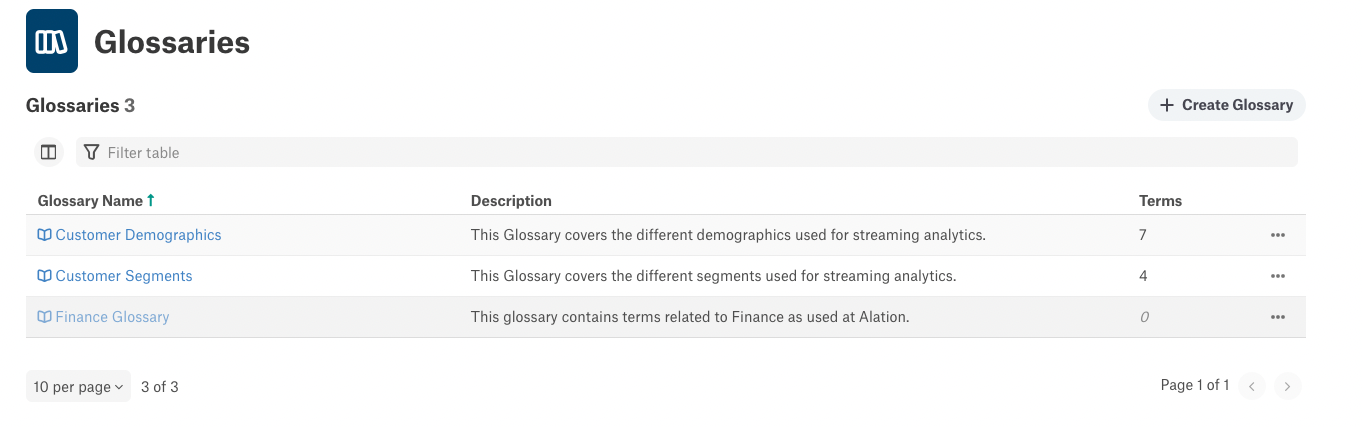 Glossaries
Glossaries 3
+ Create Glossary
Filter table
Glossary Name ↑ Description Terms
Customer Demographics This Glossary covers the different demographics used for streaming analytics. 7 •••
Customer Segments This Glossary covers the different segments used for streaming analytics. 4 •••
Finance Glossary This glossary contains terms related to Finance as used at Alation. 0 •••
10 per page 3 of 3 Page 1 of 1 < >